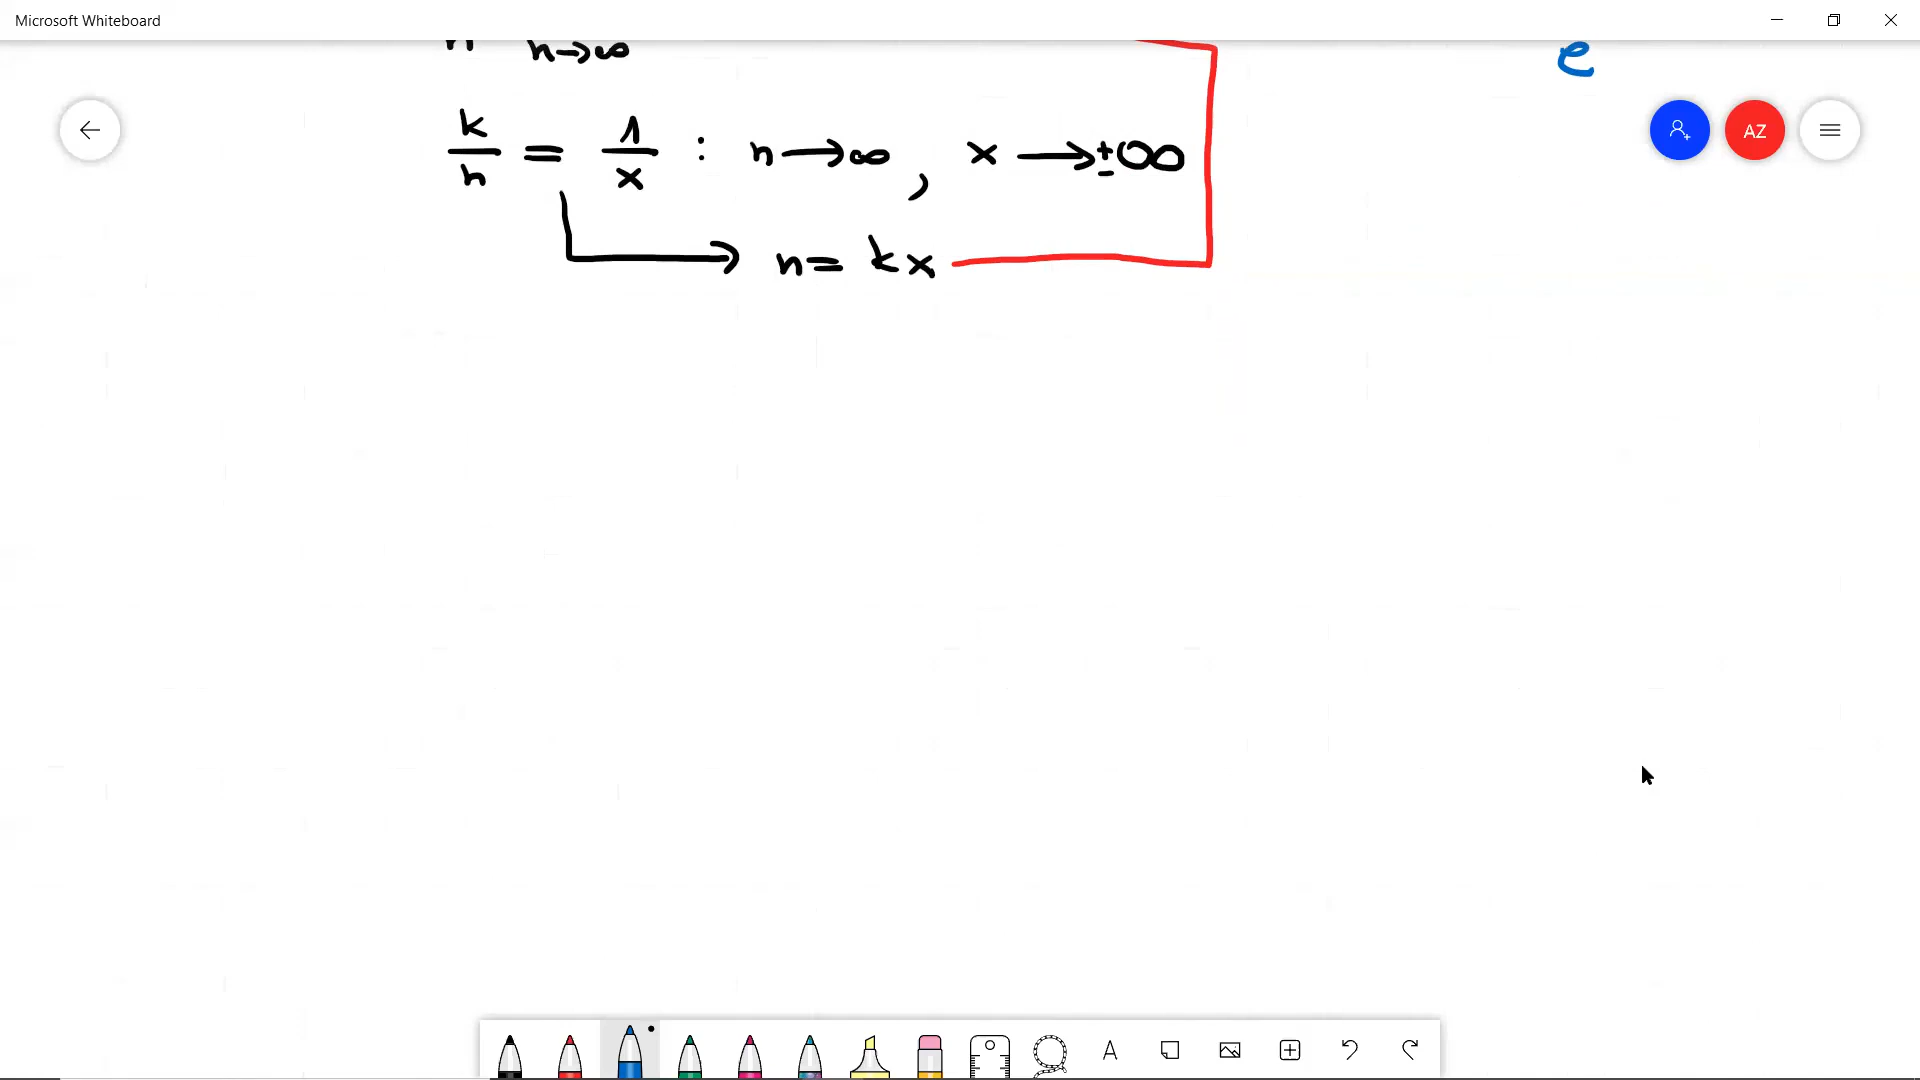 Microsoft Whiteboard
n n→∞
e
k/n = 1/x : n→∞, x→±∞
AZ
n = kx